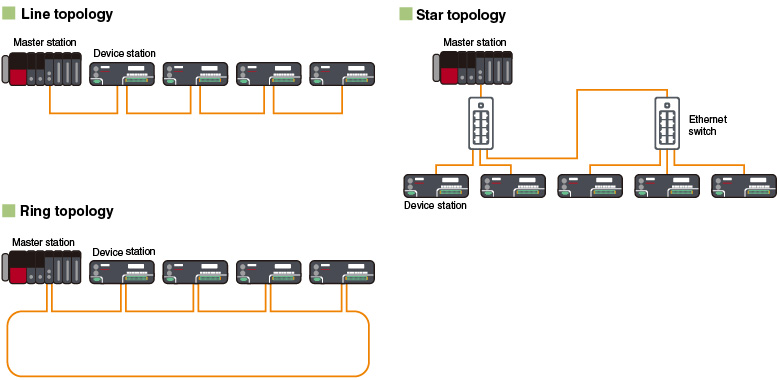 Line topology
Master station
Device station
Ring topology
Master station
Device station
Star topology
Master station
Ethernet
switch
Device station